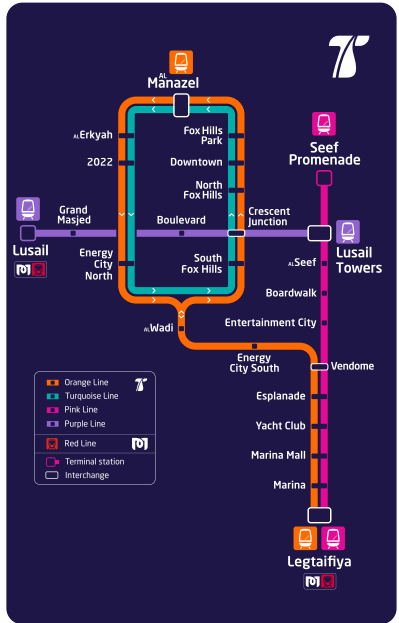 AL
Manazel
AL Erkyah
2022
Fox Hills
Park
Downtown
North
Fox Hills
Seef
Promenade
Grand
Masjed
Boulevard
Crescent
Junction
Lusail
Lusail
Towers
Energy
City
North
South
Fox Hills
AL Seef
Boardwalk
AL Wadi
Entertainment City
Energy
City South
Vendome
Esplanade
Yacht Club
Marina Mall
Marina
Legtaifiya
Orange Line
Turquoise Line
Pink Line
Purple Line
Red Line
Terminal station
Interchange